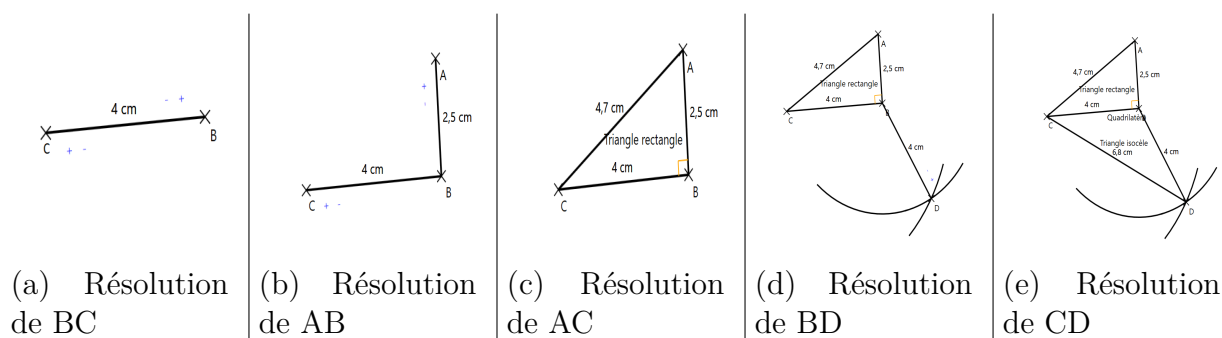 4 cm
- +
C
B
+ -
A
+
-
2,5 cm
4 cm
B
C
+ -
A
4,7 cm
2,5 cm
Triangle rectangle
4 cm
C
B
A
4,7 cm
2,5 cm
Triangle rectangle
4 cm
C
B
4 cm
D
A
4,7 cm
2,5 cm
Triangle rectangle
4 cm
C
Quadrilatère
Triangle isocèle
6,8 cm
4 cm
D
(a) Résolution
de BC
(b) Résolution
de AB
(c) Résolution
de AC
(d) Résolution
de BD
(e) Résolution
de CD